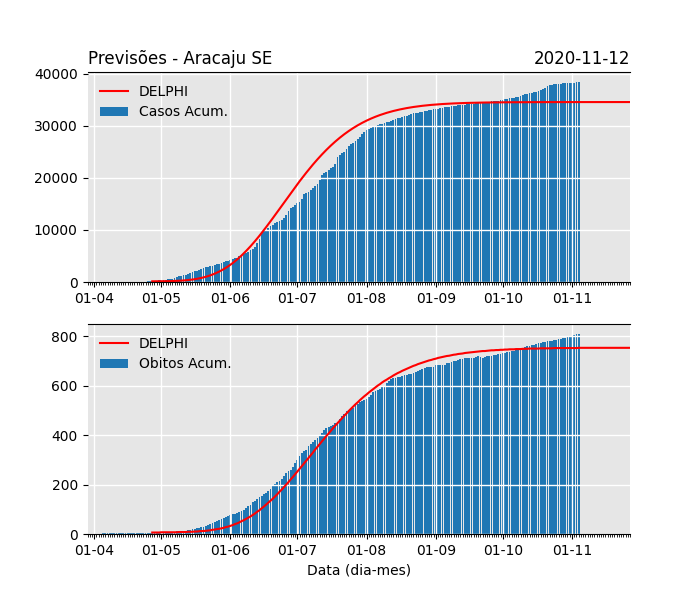 Previsões - Aracaju SE 2020-11-12
40000
30000
20000
10000
0
DELPHI
Casos Acum.
01-04 01-05 01-06 01-07 01-08 01-09 01-10 01-11
800
600
400
200
0
DELPHI
Obitos Acum.
01-04 01-05 01-06 01-07 01-08 01-09 01-10 01-11
Data (dia-mes)